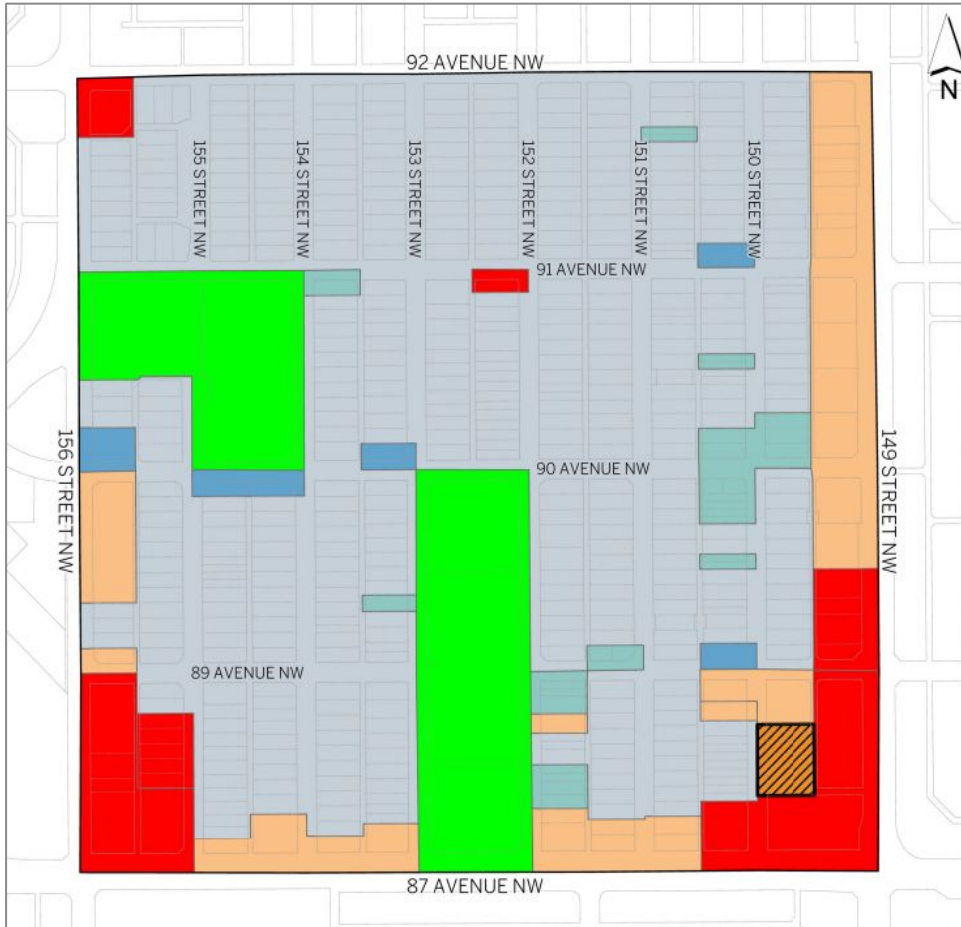 92 AVENUE NW
N
155 STREET NW
154 STREET NW
153 STREET NW
152 STREET NW
151 STREET NW
150 STREET NW
91 AVENUE NW
156 STREET NW
90 AVENUE NW
149 STREET NW
89 AVENUE NW
87 AVENUE NW